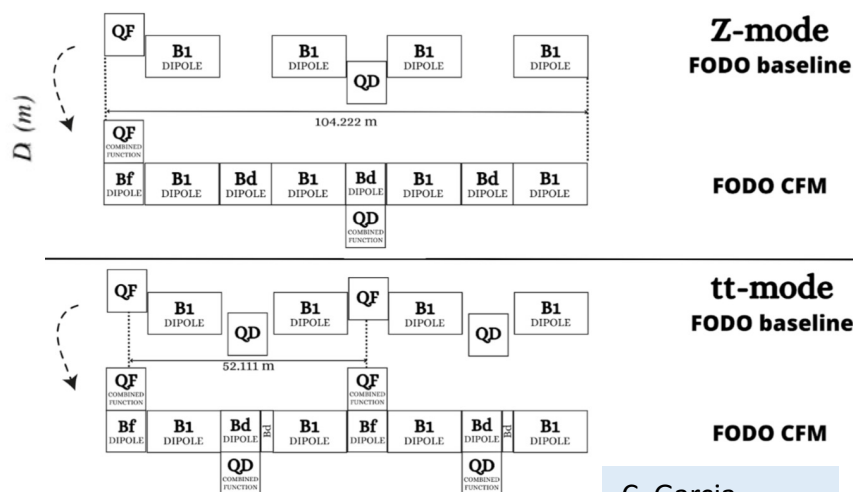 QF
B1
DIPOLE
B1
DIPOLE
QD
B1
DIPOLE
B1
DIPOLE
Z-mode
FODO baseline
D (m)
104.222 m
QF
COMBINED
FUNCTION
Bf
DIPOLE
B1
DIPOLE
Bd
DIPOLE
B1
DIPOLE
Bd
DIPOLE
B1
DIPOLE
Bd
DIPOLE
B1
DIPOLE
FODO CFM
QD
COMBINED
FUNCTION
QF
B1
DIPOLE
QD
B1
DIPOLE
QF
B1
DIPOLE
QD
B1
DIPOLE
tt-mode
FODO baseline
52.111 m
QF
COMBINED
FUNCTION
QF
COMBINED
FUNCTION
Bf
DIPOLE
B1
DIPOLE
Bd
DIPOLE
Bd
B1
DIPOLE
Bf
DIPOLE
B1
DIPOLE
Bd
DIPOLE
Bd
B1
DIPOLE
FODO CFM
QD
COMBINED
FUNCTION
QD
COMBINED
FUNCTION
C. Garcia